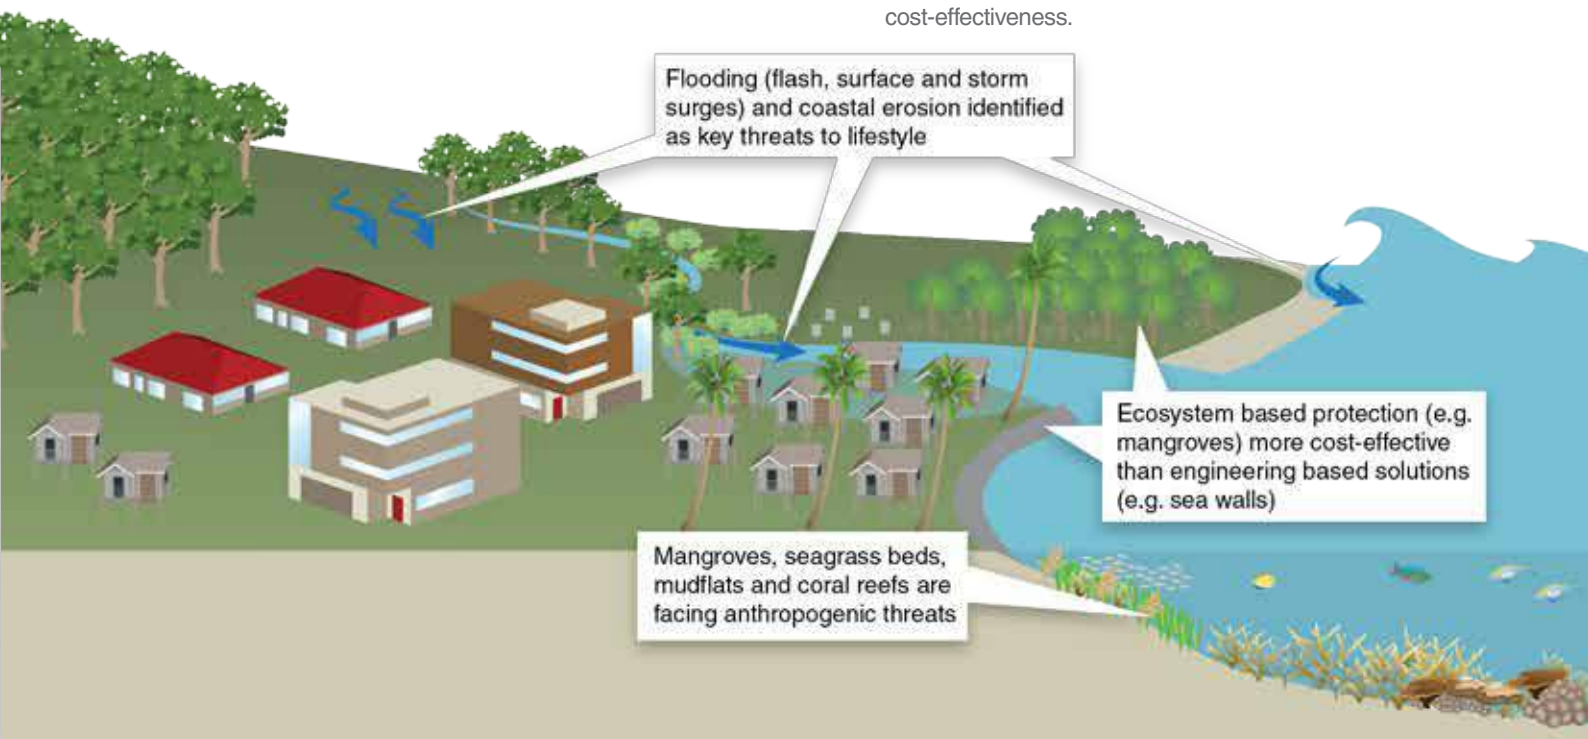 cost-effectiveness.
Flooding (flash, surface and storm
surges) and coastal erosion identified
as key threats to lifestyle
Ecosystem based protection (e.g.
mangroves) more cost-effective
than engineering based solutions
(e.g. sea walls)
Mangroves, seagrass beds,
mudflats and coral reefs are
facing anthropogenic threats